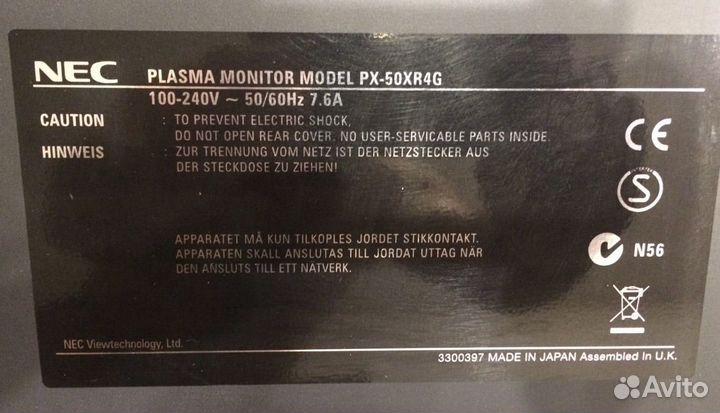 NEC PLASMA MONITOR MODEL PX-50XR4G
100-240V ~ 50/60Hz 7.6A
CAUTION : TO PREVENT ELECTRIC SHOCK,
DO NOT OPEN REAR COVER. NO USER-SERVICABLE PARTS INSIDE.
HINWEIS : ZUR TRENNUNG VOM NETZ IST DER NETZSTECKER AUS
DER STECKDOSE ZU ZIEHEN!
CE
S
APPARATET MÅ KUN TILKOPLES JORDET STIKKONTAKT.
APPARATEN SKALL ANSLUTAS TILL JORDAT UTTAG NÄR
DEN ANSLUTS TILL ETT NÄTVERK.
N56
NEC Viewtechnology, Ltd.
3300397 MADE IN JAPAN Assembled In U.K.
Avito